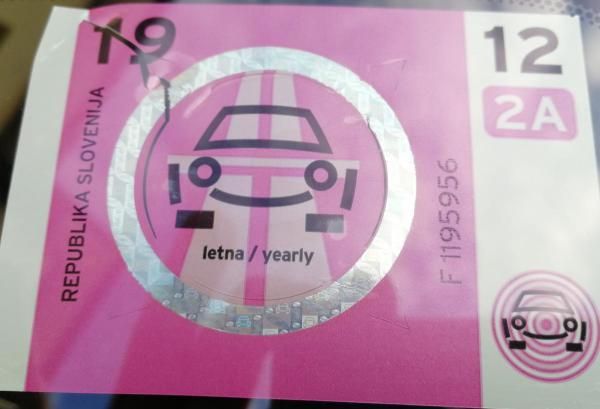 19
REPUBLIKA SLOVENIJA
letna / yearly
F 1195956
12
2A